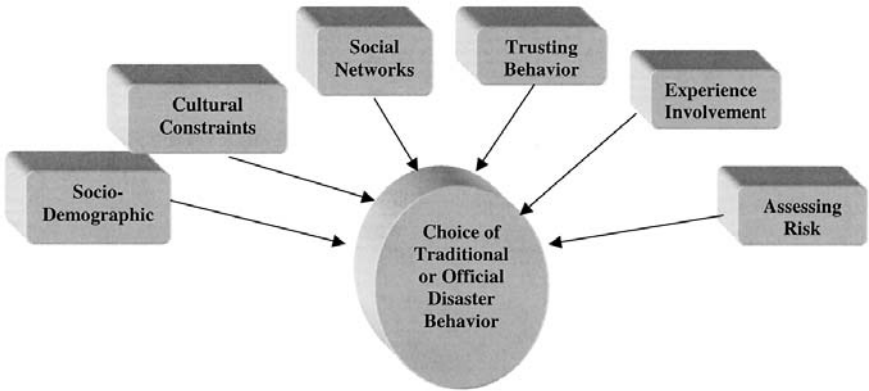 Social
Networks
Trusting
Behavior
Cultural
Constraints
Experience
Involvement
Socio-
Demographic
Assessing
Risk
Choice of
Traditional
or Official
Disaster
Behavior